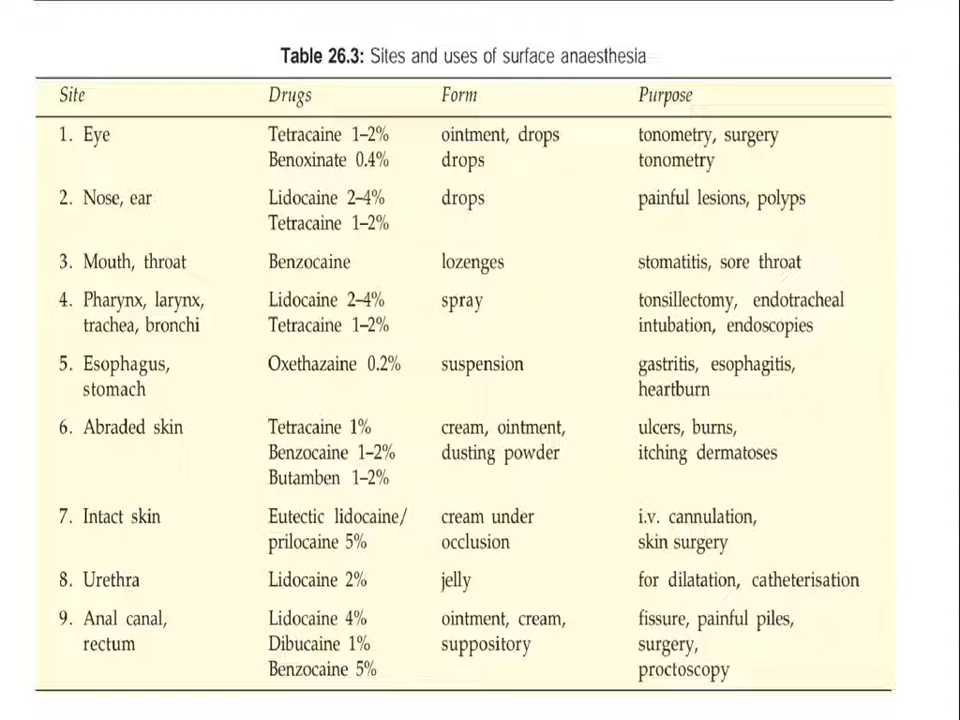 Table 26.3: Sites and uses of surface anaesthesia
Site Drugs Form Purpose
1. Eye Tetracaine 1–2% ointment, drops tonometry, surgery
Benoxinate 0.4% drops tonometry
2. Nose, ear Lidocaine 2–4% drops painful lesions, polyps
Tetracaine 1–2%
3. Mouth, throat Benzocaine lozenges stomatitis, sore throat
4. Pharynx, larynx, Lidocaine 2–4% spray tonsillectomy, endotracheal
trachea, bronchi Tetracaine 1–2% intubation, endoscopies
5. Esophagus, Oxethazaine 0.2% suspension gastritis, esophagitis,
stomach heartburn
6. Abraded skin Tetracaine 1% cream, ointment, ulcers, burns,
Benzocaine 1–2% dusting powder itching dermatoses
Butamben 1–2%
7. Intact skin Eutectic lidocaine/ cream under i.v. cannulation,
prilocaine 5% occlusion skin surgery
8. Urethra Lidocaine 2% jelly for dilatation, catheterisation
9. Anal canal, Lidocaine 4% ointment, cream, fissure, painful piles,
rectum Dibucaine 1% suppository surgery,
Benzocaine 5% proctoscopy